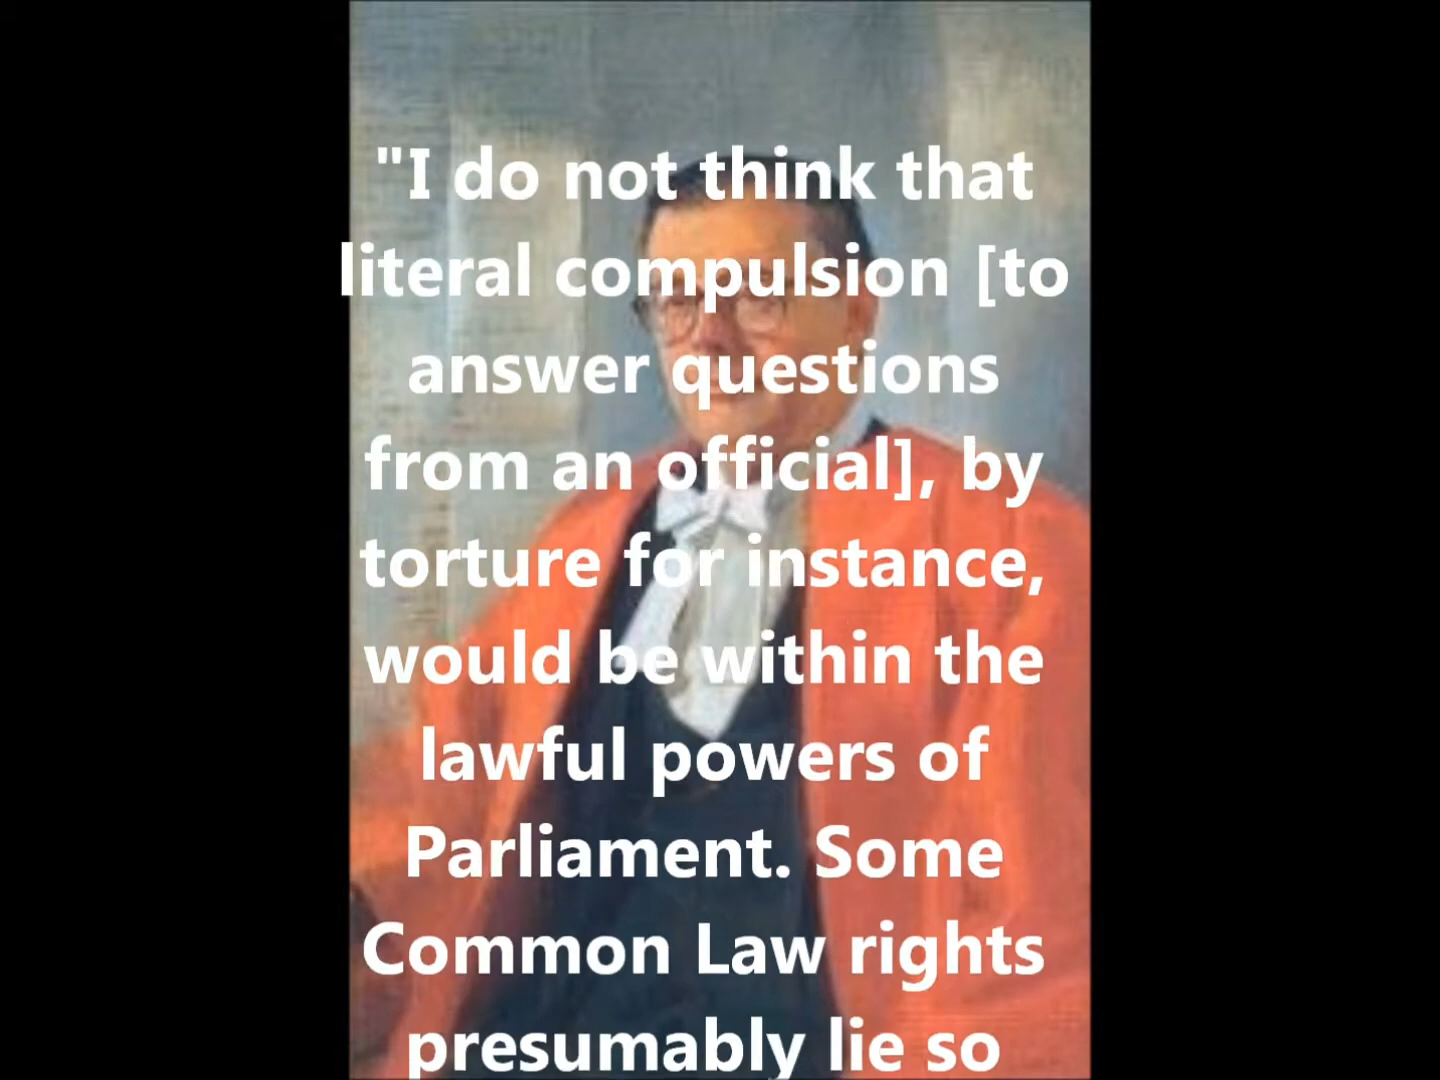 "I do not think that
literal compulsion [to
answer questions
from an official], by
torture for instance,
would be within the
lawful powers of
Parliament. Some
Common Law rights
presumably lie so